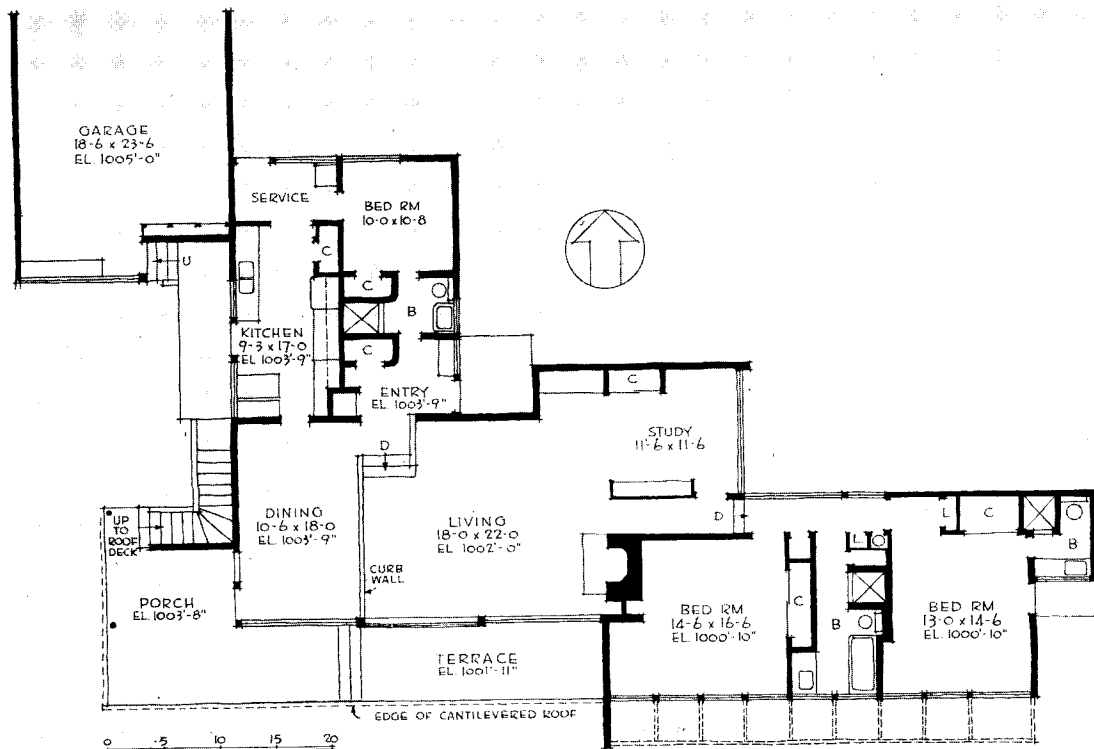 GARAGE
18-6 x 23-6
EL. 1005'-0"
SERVICE
BED RM
10-0 x 10-8
U
C
C
B
KITCHEN
9-3 x 17-0
EL 1003'-9"
C
ENTRY
EL. 1003'-9"
C
STUDY
11'-6 x 11-6
D
D
UP
TO
ROOF
DECK
DINING
10-6 x 18-0
EL. 1003'-9"
LIVING
18-0 x 22-0
EL 1002'-0"
CURB
WALL
L
C
L
B
PORCH
EL. 1003'-8"
BED RM
14-6 x 16-6
EL 1000'-10"
C
B
BED RM
13-0 x 14-6
EL. 1000'-10"
TERRACE
EL. 1001'-11"
EDGE OF CANTILEVERED ROOF
0 .5 10 15 20